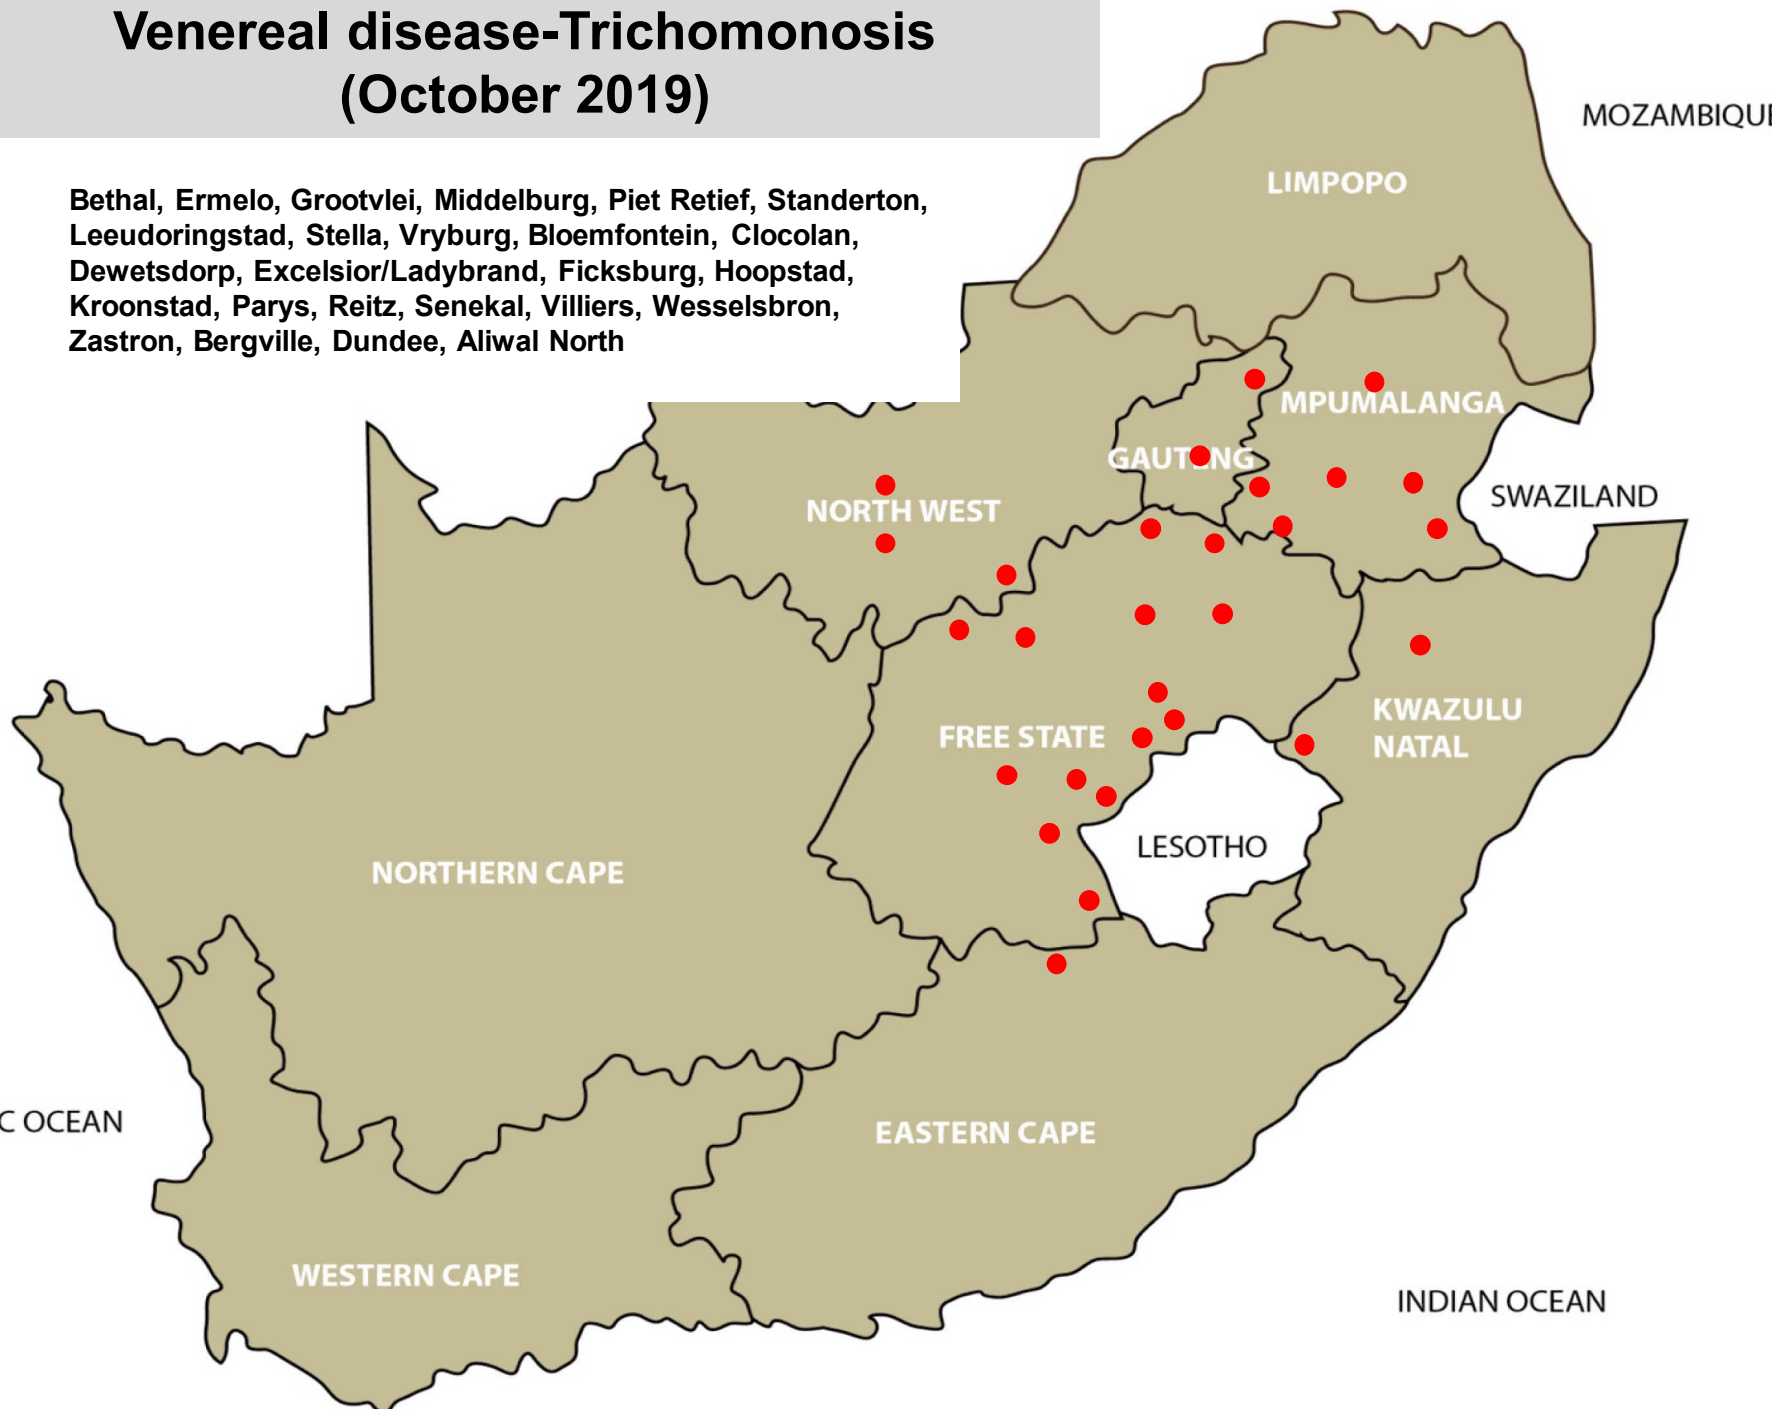 Venereal disease-Trichomonosis
(October 2019)
Bethal, Ermelo, Grootvlei, Middelburg, Piet Retief, Standerton,
Leeudoringstad, Stella, Vryburg, Bloemfontein, Clocolan,
Dewetsdorp, Excelsior/Ladybrand, Ficksburg, Hoopstad,
Kroonstad, Parys, Reitz, Senekal, Villiers, Wesselsbron,
Zastron, Bergville, Dundee, Aliwal North
MOZAMBIQUE
LIMPOPO
MPUMALANGA
GAUTENG
SWAZILAND
NORTH WEST
KWAZULU
NATAL
FREE STATE
LESOTHO
NORTHERN CAPE
C OCEAN
EASTERN CAPE
WESTERN CAPE
INDIAN OCEAN